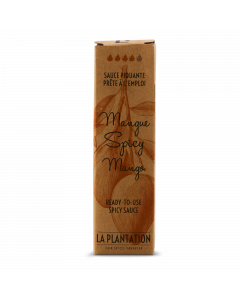 SAUCE PIQUANTE
PRÊTE À L'EMPLOI
Mangue
Spicy
Mango
READY-TO-USE
SPICY SAUCE
LA PLANTATION